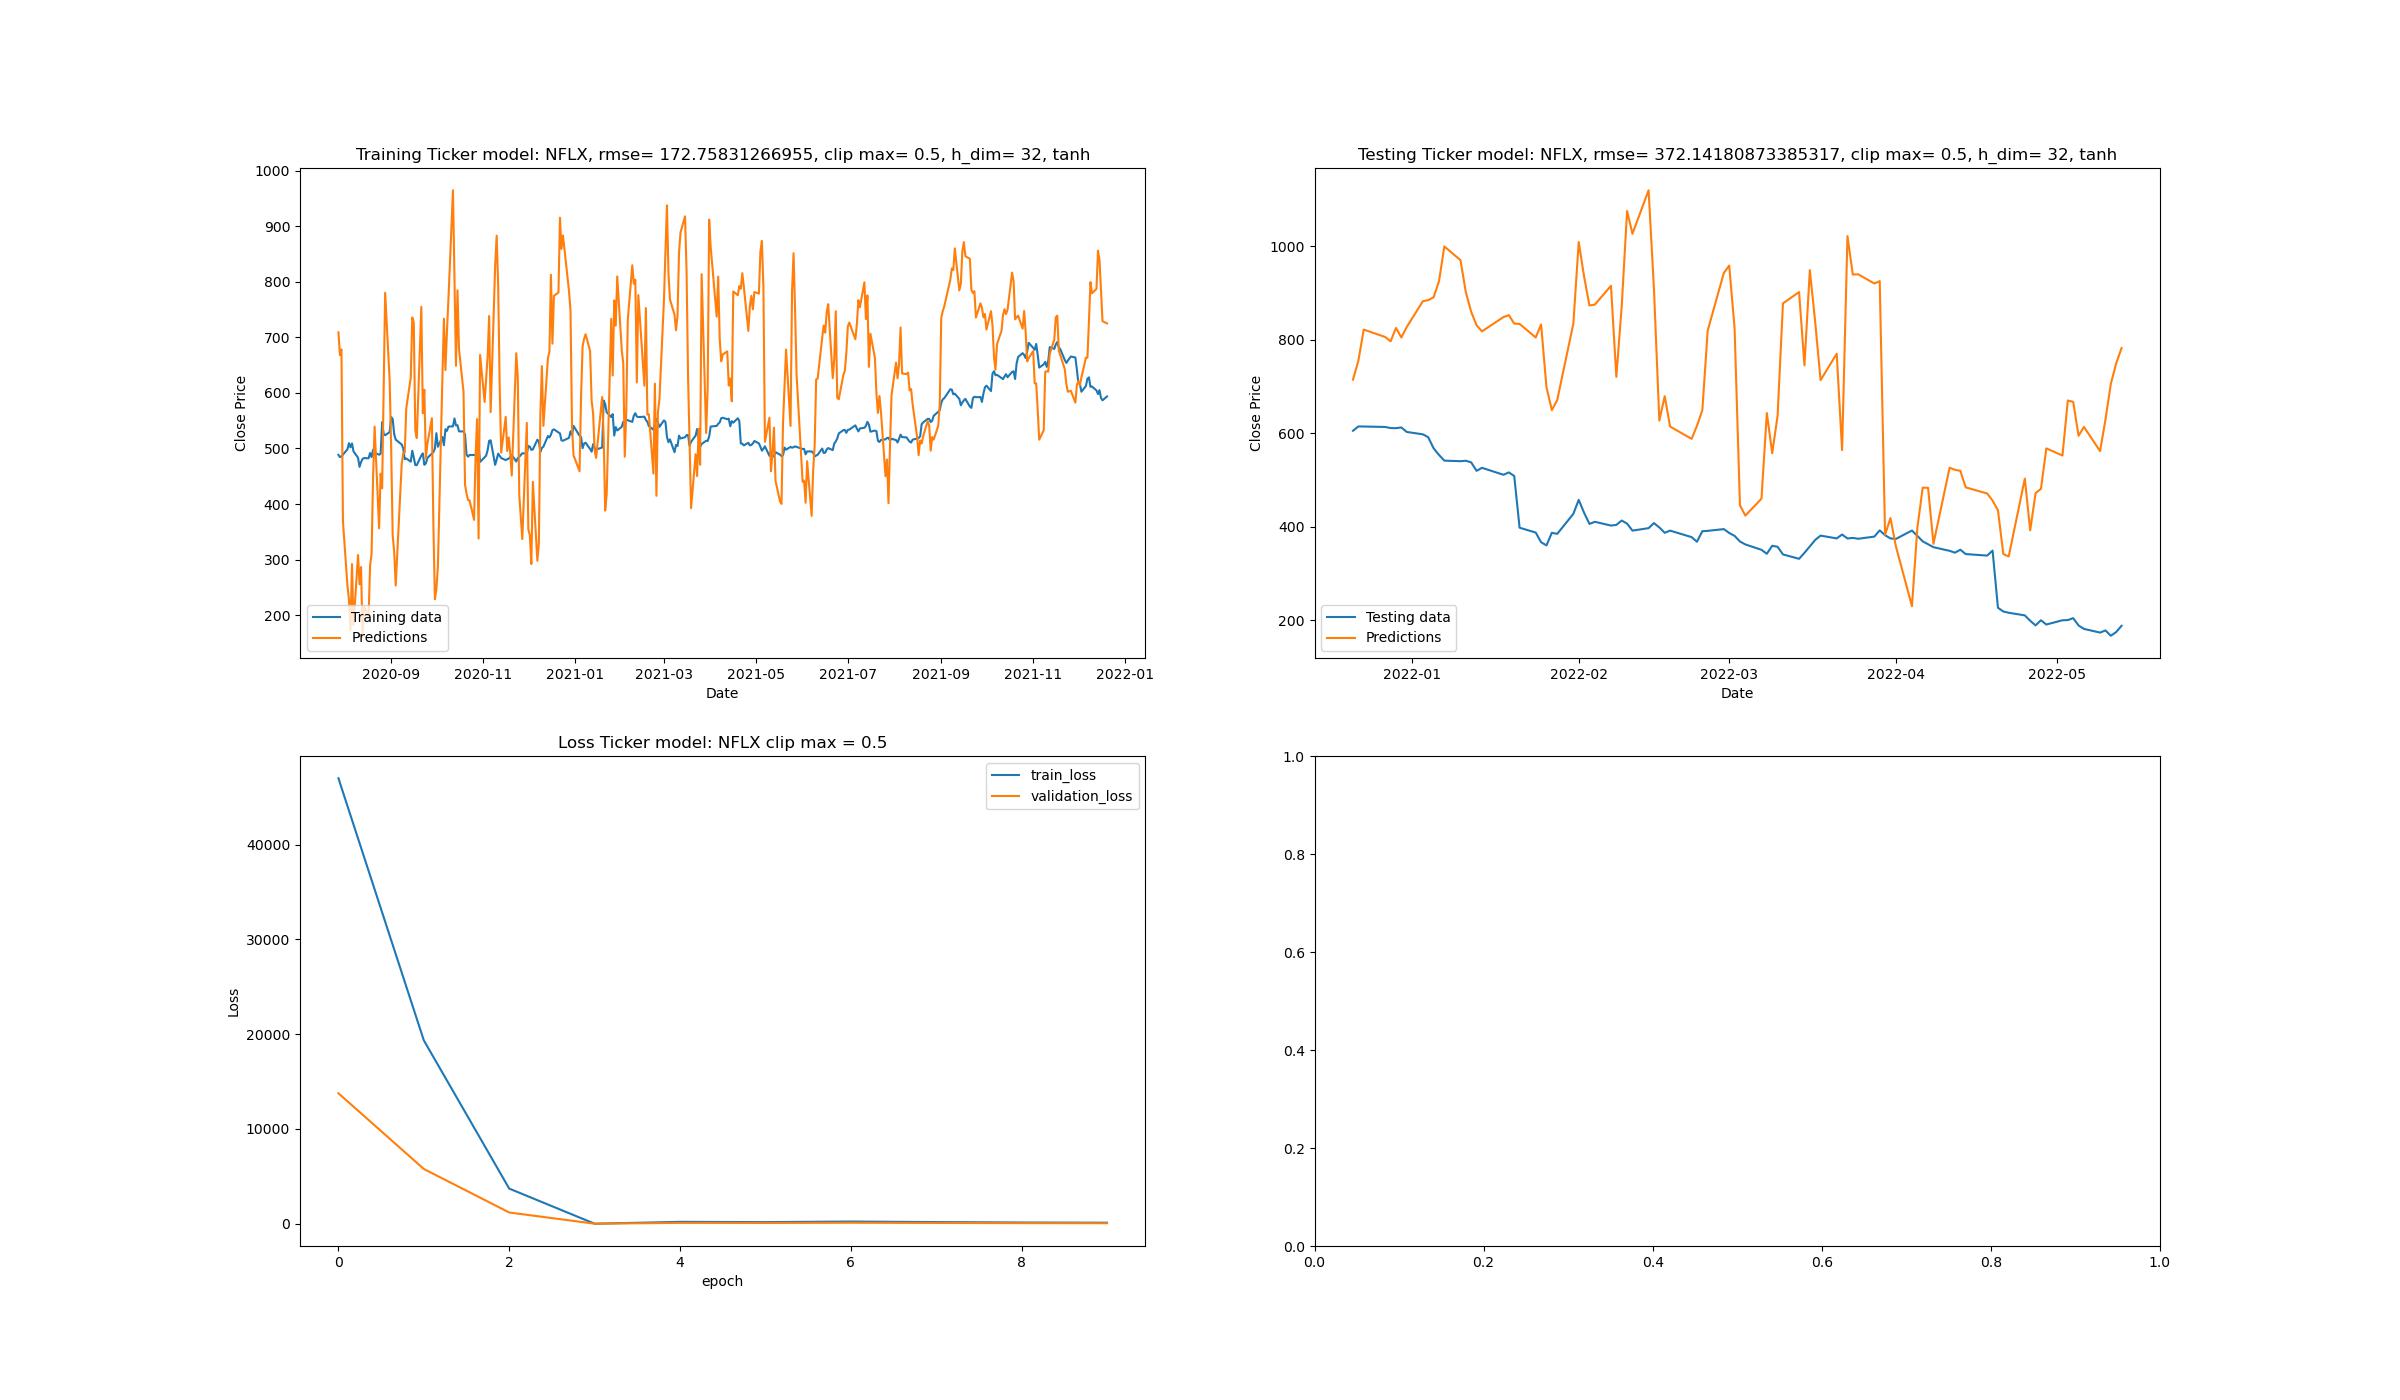 Training Ticker model: NFLX, rmse= 172.75831266955, clip max= 0.5, h_dim= 32, tanh
1000
900
800
700
600
500
400
300
200
Close Price
Training data
Predictions
2020-09 2020-11 2021-01 2021-03 2021-05 2021-07 2021-09 2021-11 2022-01
Date
Testing Ticker model: NFLX, rmse= 372.14180873385317, clip max= 0.5, h_dim= 32, tanh
1000
800
600
400
200
Close Price
Testing data
Predictions
2022-01 2022-02 2022-03 2022-04 2022-05
Date
Loss Ticker model: NFLX clip max = 0.5
train_loss
validation_loss
40000
30000
20000
10000
0
Loss
0 2 4 6 8
epoch
1.0
0.8
0.6
0.4
0.2
0.0
0.0 0.2 0.4 0.6 0.8 1.0